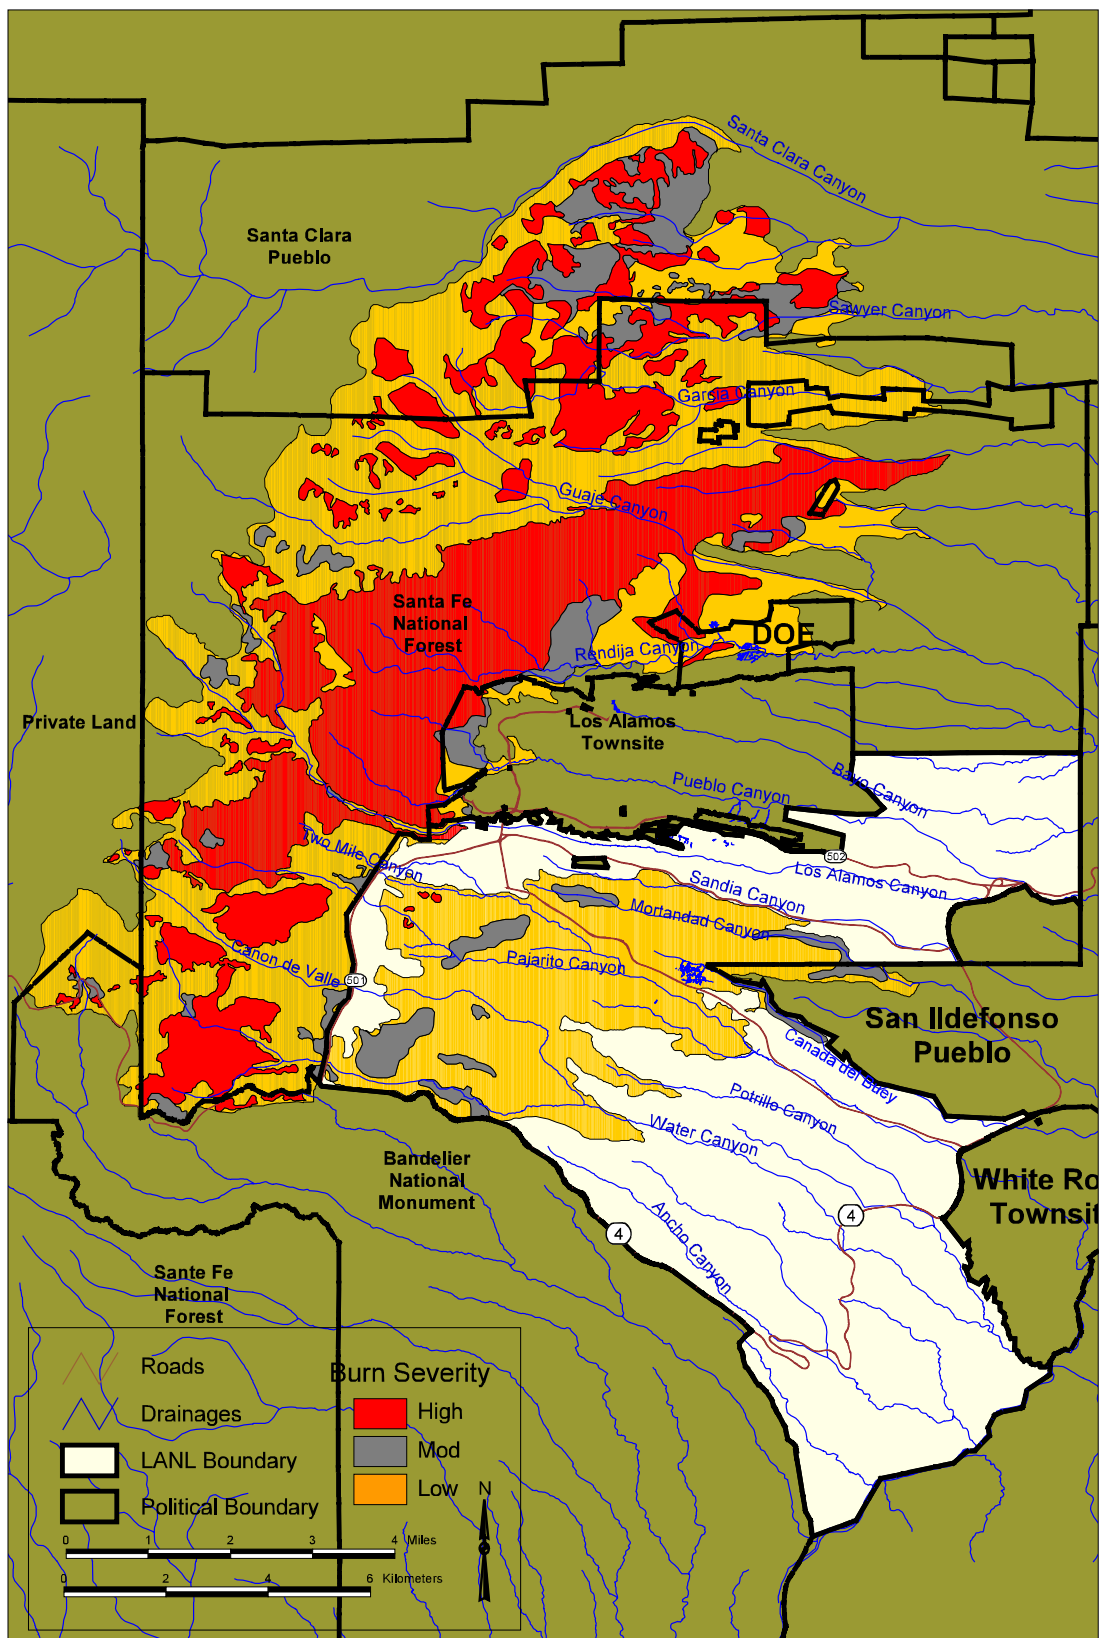 Santa Clara Canyon
Santa Clara
Pueblo
Sawyer Canyon
Garcia Canyon
Guaje Canyon
Santa Fe
National
Forest
DOE
Rendija Canyon
Private Land
Los Alamos
Townsite
Bayo Canyon
Pueblo Canyon
Two Mile Canyon
502
Los Alamos Canyon
Sandia Canyon
Mortandad Canyon
Canon de Valle
Pajarito Canyon
501
San Ildefonso
Pueblo
Canada del Buey
Potrillo Canyon
Water Canyon
Bandelier
National
Monument
White Ro
Townsit
4
4
Ancho Canyon
Sante Fe
National
Forest
Roads
Drainages
LANL Boundary
Political Boundary
Burn Severity
High
Mod
Low
N
0 1 2 3 4 Miles
0 2 4 6 Kilometers